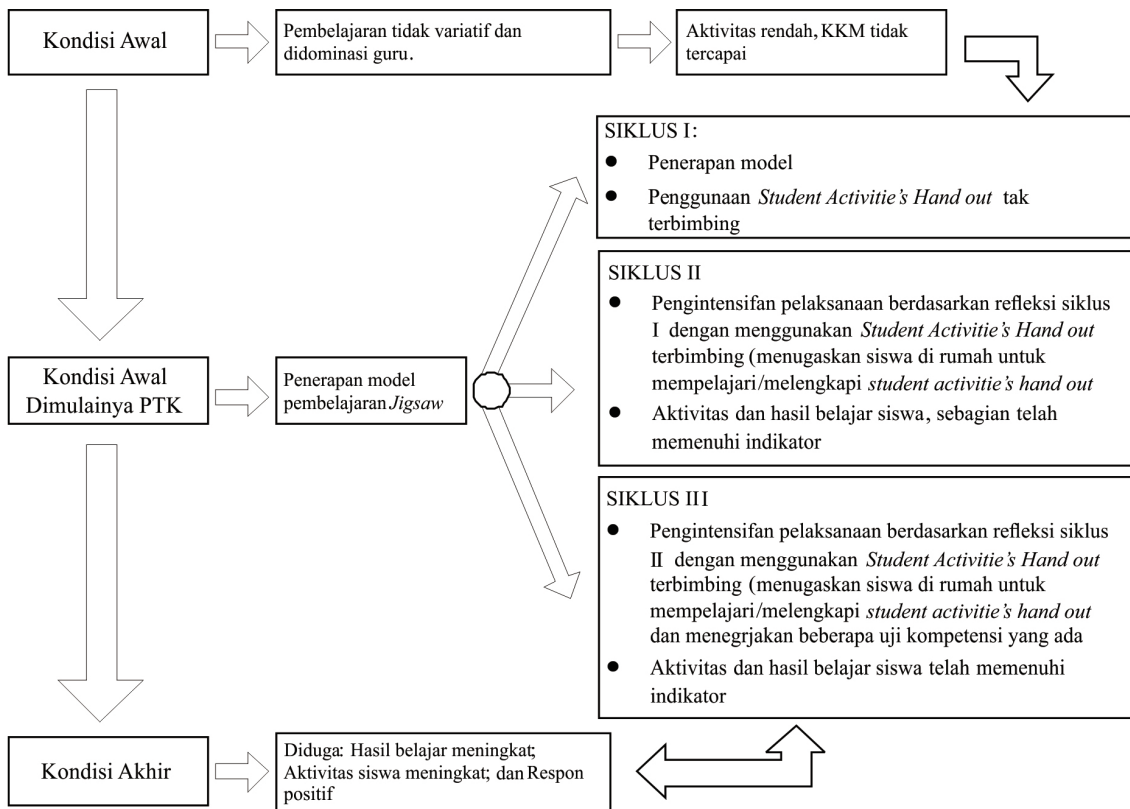 Kondisi Awal
Pembelajaran tidak variatif dan
didominasi guru.
Aktivitas rendah, KKM tidak
tercapai
SIKLUS I:
● Penerapan model
● Penggunaan Student Activitie's Hand out tak
terbimbing
SIKLUS II
● Pengintensifan pelaksanaan berdasarkan refleksi siklus
I dengan menggunakan Student Activitie's Hand out
terbimbing (menugaskan siswa di rumah untuk
mempelajari/melengkapi student activitie's hand out
● Aktivitas dan hasil belajar siswa, sebagian telah
memenuhi indikator
Kondisi Awal
Dimulainya PTK
Penerapan model
pembelajaran Jigsaw
SIKLUS III
● Pengintensifan pelaksanaan berdasarkan refleksi siklus
II dengan menggunakan Student Activitie's Hand out
terbimbing (menugaskan siswa di rumah untuk
mempelajari/melengkapi student activitie's hand out
dan menegrjakan beberapa uji kompetensi yang ada
● Aktivitas dan hasil belajar siswa telah memenuhi
indikator
Kondisi Akhir
Diduga: Hasil belajar meningkat;
Aktivitas siswa meningkat; dan Respon
positif